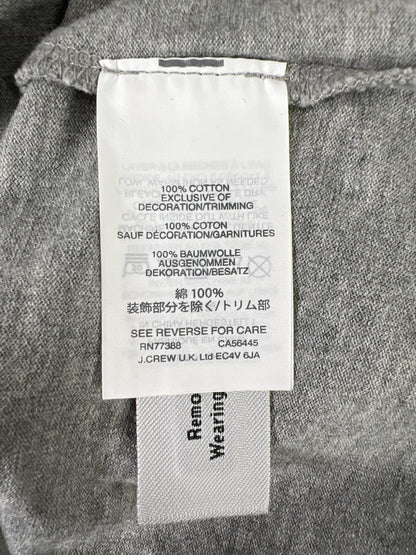 100% COTTON
EXCLUSIVE OF
DECORATION/TRIMMING
100% COTON
SAUF DÉCORATION/GARNITURES
100% BAUMWOLLE
AUSGENOMMEN
DEKORATION/BESATZ
綿 100%
装飾部分を除く/トリム部
SEE REVERSE FOR CARE
RN77388 CA56445
J.CREW U.K. Ltd EC4V 6JA
Remo
Wearing